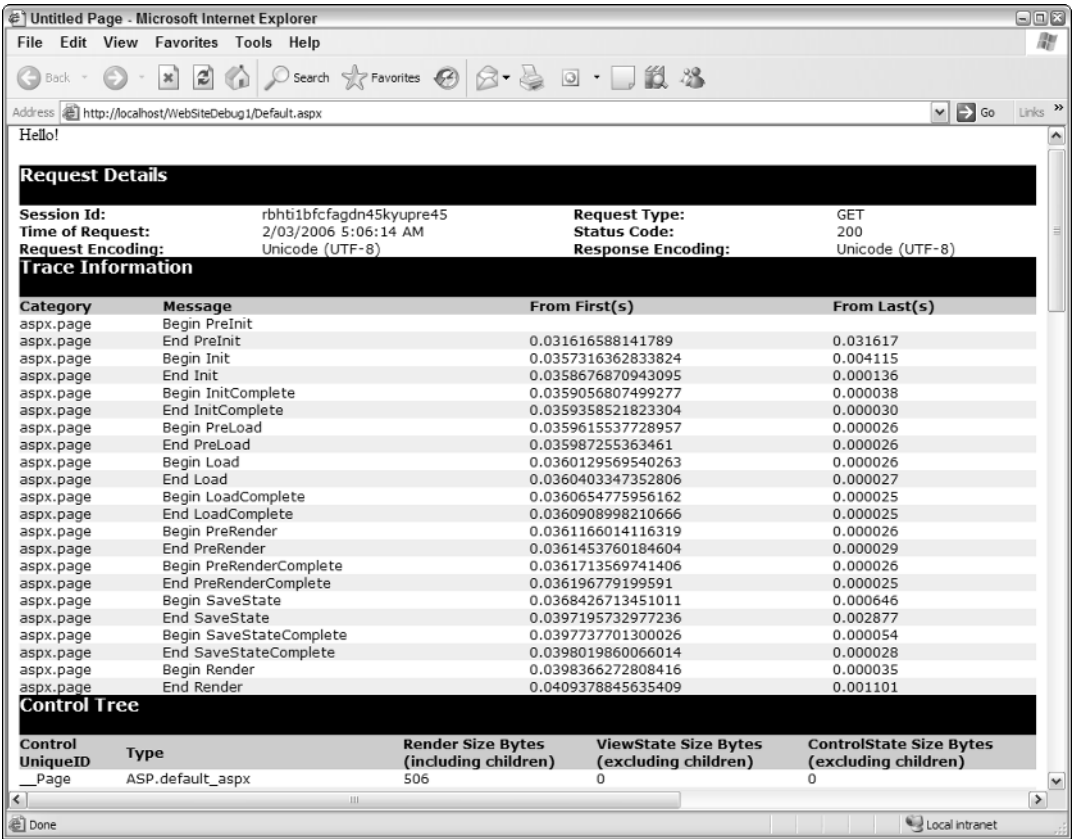 Untitled Page - Microsoft Internet Explorer
File Edit View Favorites Tools Help
Back Search Favorites
Address http://localhost/WebSiteDebug1/Default.aspx Go Links »
Hello!
Request Details
Session Id: rbhti1bfcfagdn45kyupre45 Request Type: GET
Time of Request: 2/03/2006 5:06:14 AM Status Code: 200
Request Encoding: Unicode (UTF-8) Response Encoding: Unicode (UTF-8)
Trace Information
Category Message From First(s) From Last(s)
aspx.page Begin PreInit
aspx.page End PreInit 0.031616588141789 0.031617
aspx.page Begin Init 0.0357316362833824 0.004115
aspx.page End Init 0.0358676870943095 0.000136
aspx.page Begin InitComplete 0.0359056807499277 0.000038
aspx.page End InitComplete 0.0359358521823304 0.000030
aspx.page Begin PreLoad 0.0359615537728957 0.000026
aspx.page End PreLoad 0.035987255363461 0.000026
aspx.page Begin Load 0.0360129569540263 0.000026
aspx.page End Load 0.0360403347352806 0.000027
aspx.page Begin LoadComplete 0.0360654775956162 0.000025
aspx.page End LoadComplete 0.0360908998210666 0.000025
aspx.page Begin PreRender 0.0361166014116319 0.000026
aspx.page End PreRender 0.0361453760184604 0.000029
aspx.page Begin PreRenderComplete 0.0361713569741406 0.000026
aspx.page End PreRenderComplete 0.036196779199591 0.000025
aspx.page Begin SaveState 0.0368426713451011 0.000646
aspx.page End SaveState 0.0397195732977236 0.002877
aspx.page Begin SaveStateComplete 0.0397737701300026 0.000054
aspx.page End SaveStateComplete 0.0398019860066014 0.000028
aspx.page Begin Render 0.0398366272808416 0.000035
aspx.page End Render 0.0409378845635409 0.001101
Control Tree
Control UniqueID Type Render Size Bytes (including children) ViewState Size Bytes (excluding children) ControlState Size Bytes (excluding children)
__Page ASP.default_aspx 506 0 0
Done Local intranet